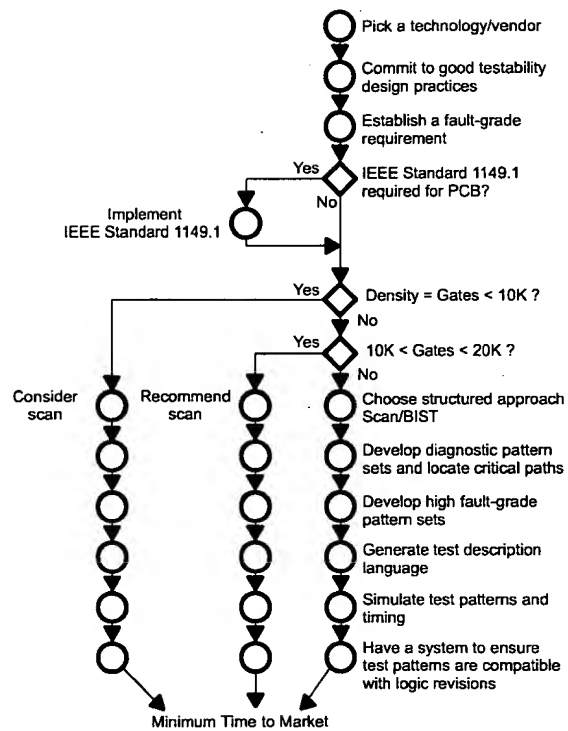 Pick a technology/vendor
Commit to good testability
design practices
Establish a fault-grade
requirement
Yes
IEEE Standard 1149.1
required for PCB?
No
Implement
IEEE Standard 1149.1
Yes
Density = Gates < 10K ?
No
Yes
10K < Gates < 20K ?
No
Consider
scan
Recommend
scan
Choose structured approach
Scan/BIST
Develop diagnostic pattern
sets and locate critical paths
Develop high fault-grade
pattern sets
Generate test description
language
Simulate test patterns and
timing
Have a system to ensure
test patterns are compatible
with logic revisions
Minimum Time to Market